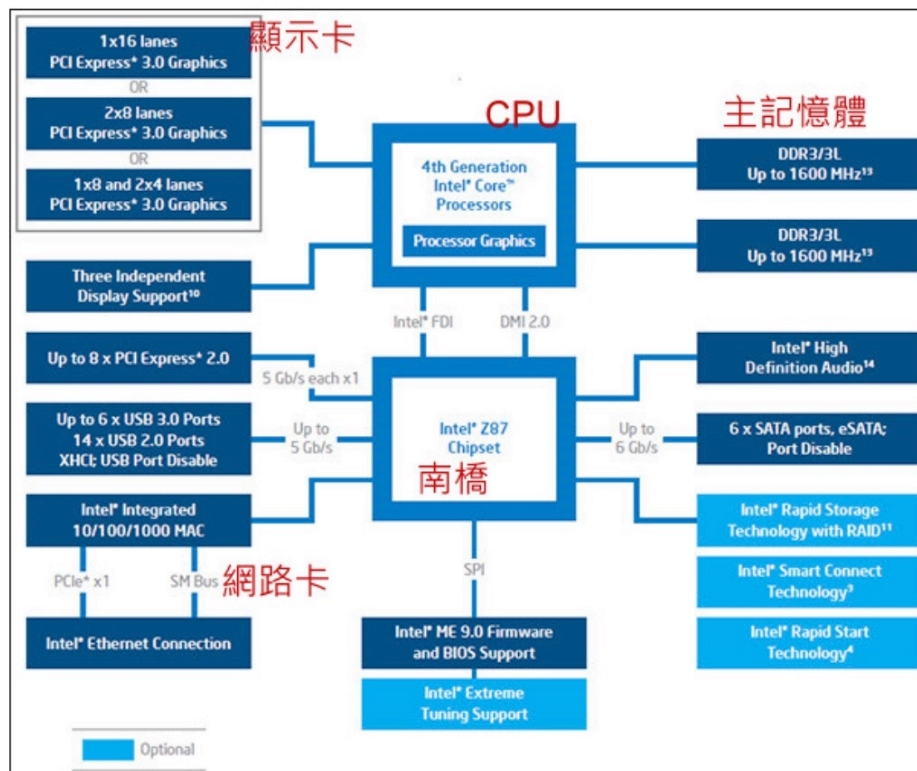 1x16 lanes
PCI Express* 3.0 Graphics
OR
2x8 lanes
PCI Express* 3.0 Graphics
OR
1x8 and 2x4 lanes
PCI Express* 3.0 Graphics
顯示卡
CPU
4th Generation
Intel® Core™
Processors
Processor Graphics
主記憶體
DDR3/3L
Up to 1600 MHz¹³
DDR3/3L
Up to 1600 MHz¹³
Three Independent
Display Support¹⁰
Intel® FDI
DMI 2.0
Up to 8 x PCI Express* 2.0
5 Gb/s each x1
Intel® High
Definition Audio¹⁴
Up to 6 x USB 3.0 Ports
14 x USB 2.0 Ports
XHCI; USB Port Disable
Up to
5 Gb/s
Intel® Z87
Chipset
南橋
Up to
6 Gb/s
6 x SATA ports, eSATA;
Port Disable
Intel® Integrated
10/100/1000 MAC
Intel® Rapid Storage
Technology with RAID¹¹
PCIe* x1
SM Bus
網路卡
SPI
Intel® Smart Connect
Technology³
Intel® Ethernet Connection
Intel® ME 9.0 Firmware
and BIOS Support
Intel® Rapid Start
Technology⁴
Intel® Extreme
Tuning Support
Optional